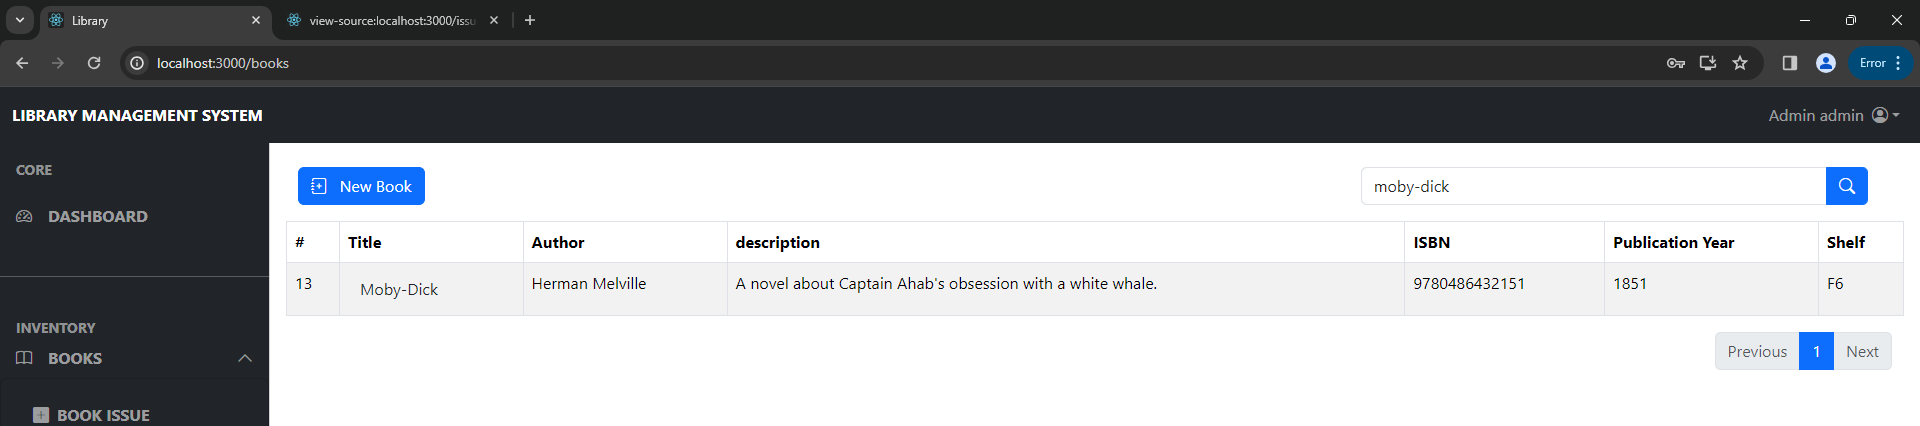 Library
view-source:localhost:3000/issu
localhost:3000/books
Error
LIBRARY MANAGEMENT SYSTEM
Admin admin
CORE
DASHBOARD
INVENTORY
BOOKS
BOOK ISSUE
New Book
moby-dick
# Title Author description ISBN Publication Year Shelf
13 Moby-Dick Herman Melville A novel about Captain Ahab's obsession with a white whale. 9780486432151 1851 F6
Previous 1 Next